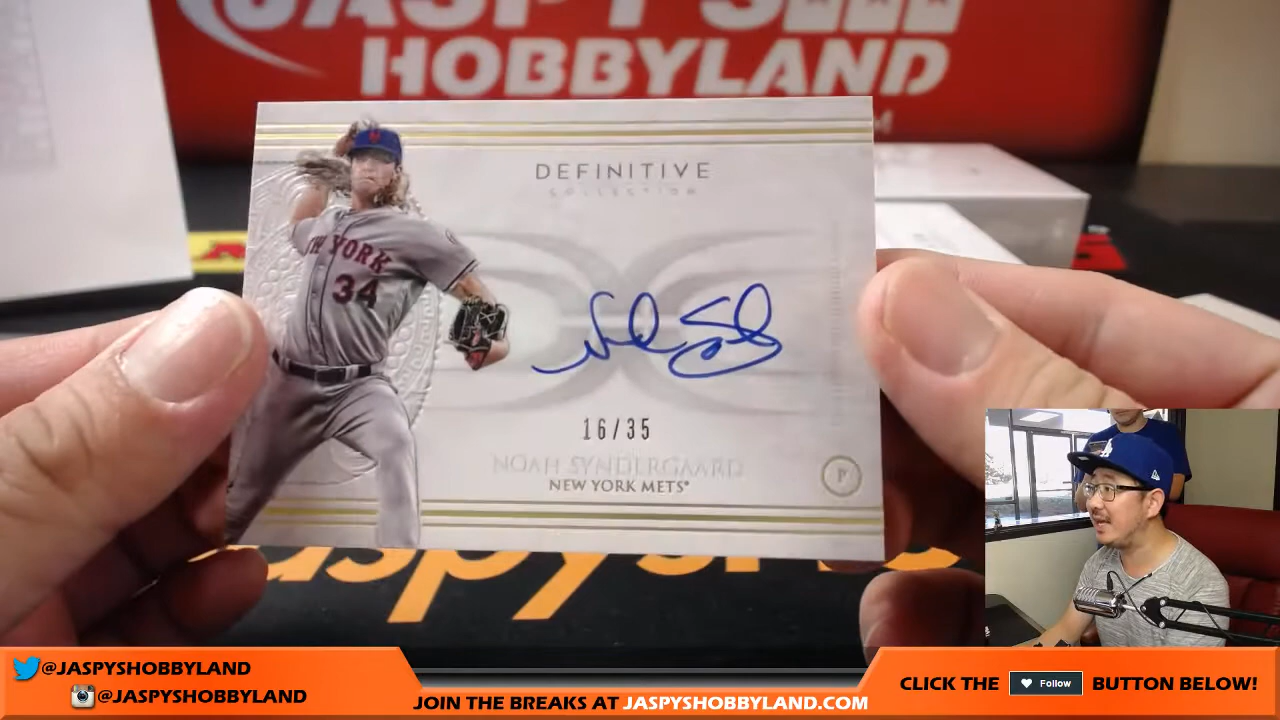 JASPY'S
HOBBYLAND
DEFINITIVE
COLLECTION
NEW YORK
34
16/35
NOAH SYNDERGAARD
NEW YORK METS®
P
@JASPYSHOBBYLAND
@JASPYSHOBBYLAND
JOIN THE BREAKS AT JASPYSHOBBYLAND.COM
CLICK THE Follow BUTTON BELOW!